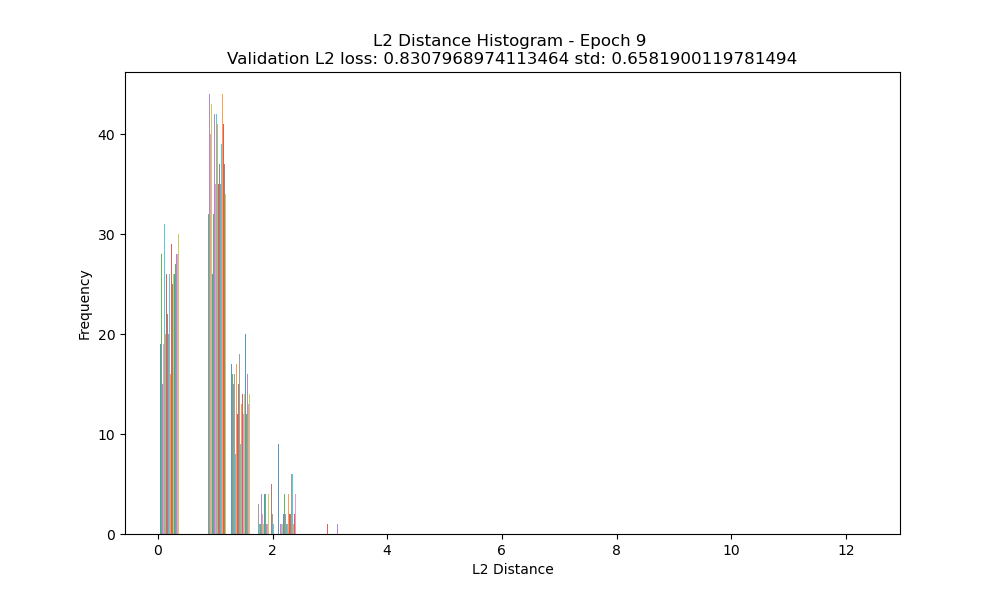 L2 Distance Histogram - Epoch 9
Validation L2 loss: 0.8307968974113464 std: 0.6581900119781494
Frequency
40
30
20
10
0
0 2 4 6 8 10 12
L2 Distance